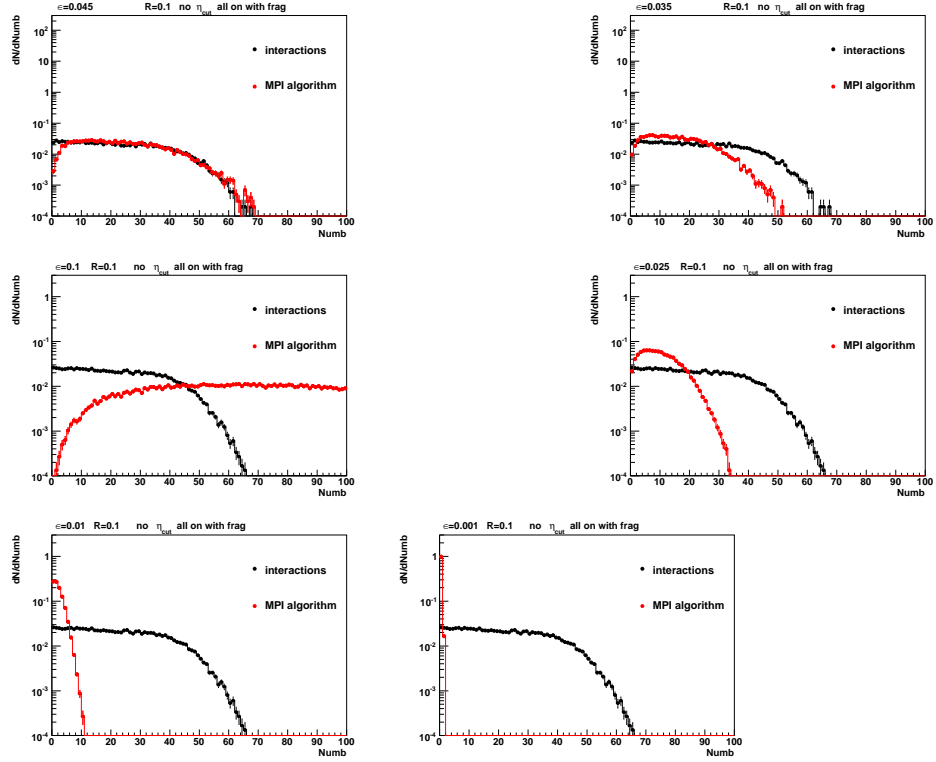 ϵ=0.045 R=0.1 no η_cut all on with frag
dN/dNumb
10^2
10
1
10^-1
10^-2
10^-3
10^-4
interactions
MPI algorithm
0 10 20 30 40 50 60 70 80 90 100
Numb
ϵ=0.035 R=0.1 no η_cut all on with frag
dN/dNumb
10^2
10
1
10^-1
10^-2
10^-3
10^-4
interactions
MPI algorithm
0 10 20 30 40 50 60 70 80 90 100
Numb
ϵ=0.1 R=0.1 no η_cut all on with frag
dN/dNumb
1
10^-1
10^-2
10^-3
10^-4
interactions
MPI algorithm
0 10 20 30 40 50 60 70 80 90 100
Numb
ϵ=0.025 R=0.1 no η_cut all on with frag
dN/dNumb
1
10^-1
10^-2
10^-3
10^-4
interactions
MPI algorithm
0 10 20 30 40 50 60 70 80 90 100
Numb
ϵ=0.01 R=0.1 no η_cut all on with frag
dN/dNumb
1
10^-1
10^-2
10^-3
10^-4
interactions
MPI algorithm
0 10 20 30 40 50 60 70 80 90 100
Numb
ϵ=0.001 R=0.1 no η_cut all on with frag
dN/dNumb
1
10^-1
10^-2
10^-3
10^-4
interactions
MPI algorithm
0 10 20 30 40 50 60 70 80 90 100
Numb